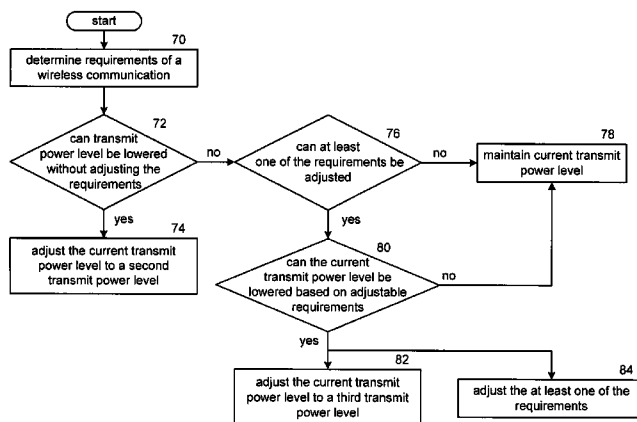 start
70
determine requirements of a
wireless communication
72
can transmit
power level be lowered
without adjusting the
requirements
no
yes
74
adjust the current transmit
power level to a second
transmit power level
76
can at least
one of the requirements be
adjusted
no
yes
78
maintain current transmit
power level
80
can the current
transmit power level be
lowered based on adjustable
requirements
no
yes
82
adjust the current transmit
power level to a third transmit
power level
84
adjust the at least one of the
requirements